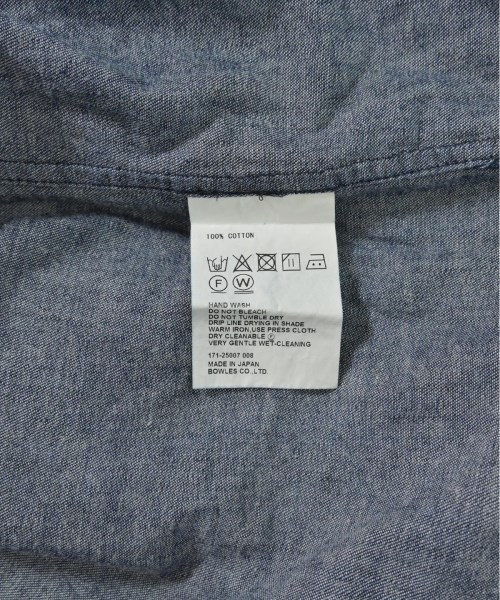 100% COTTON
F W
HAND WASH
DO NOT BLEACH
DO NOT TUMBLE DRY
DRIP LINE DRYING IN SHADE
WARM IRON,USE PRESS CLOTH
DRY CLEANABLE Ⓕ
VERY GENTLE WET-CLEANING
171-25007 008
MADE IN JAPAN
BOWLES CO.,LTD.